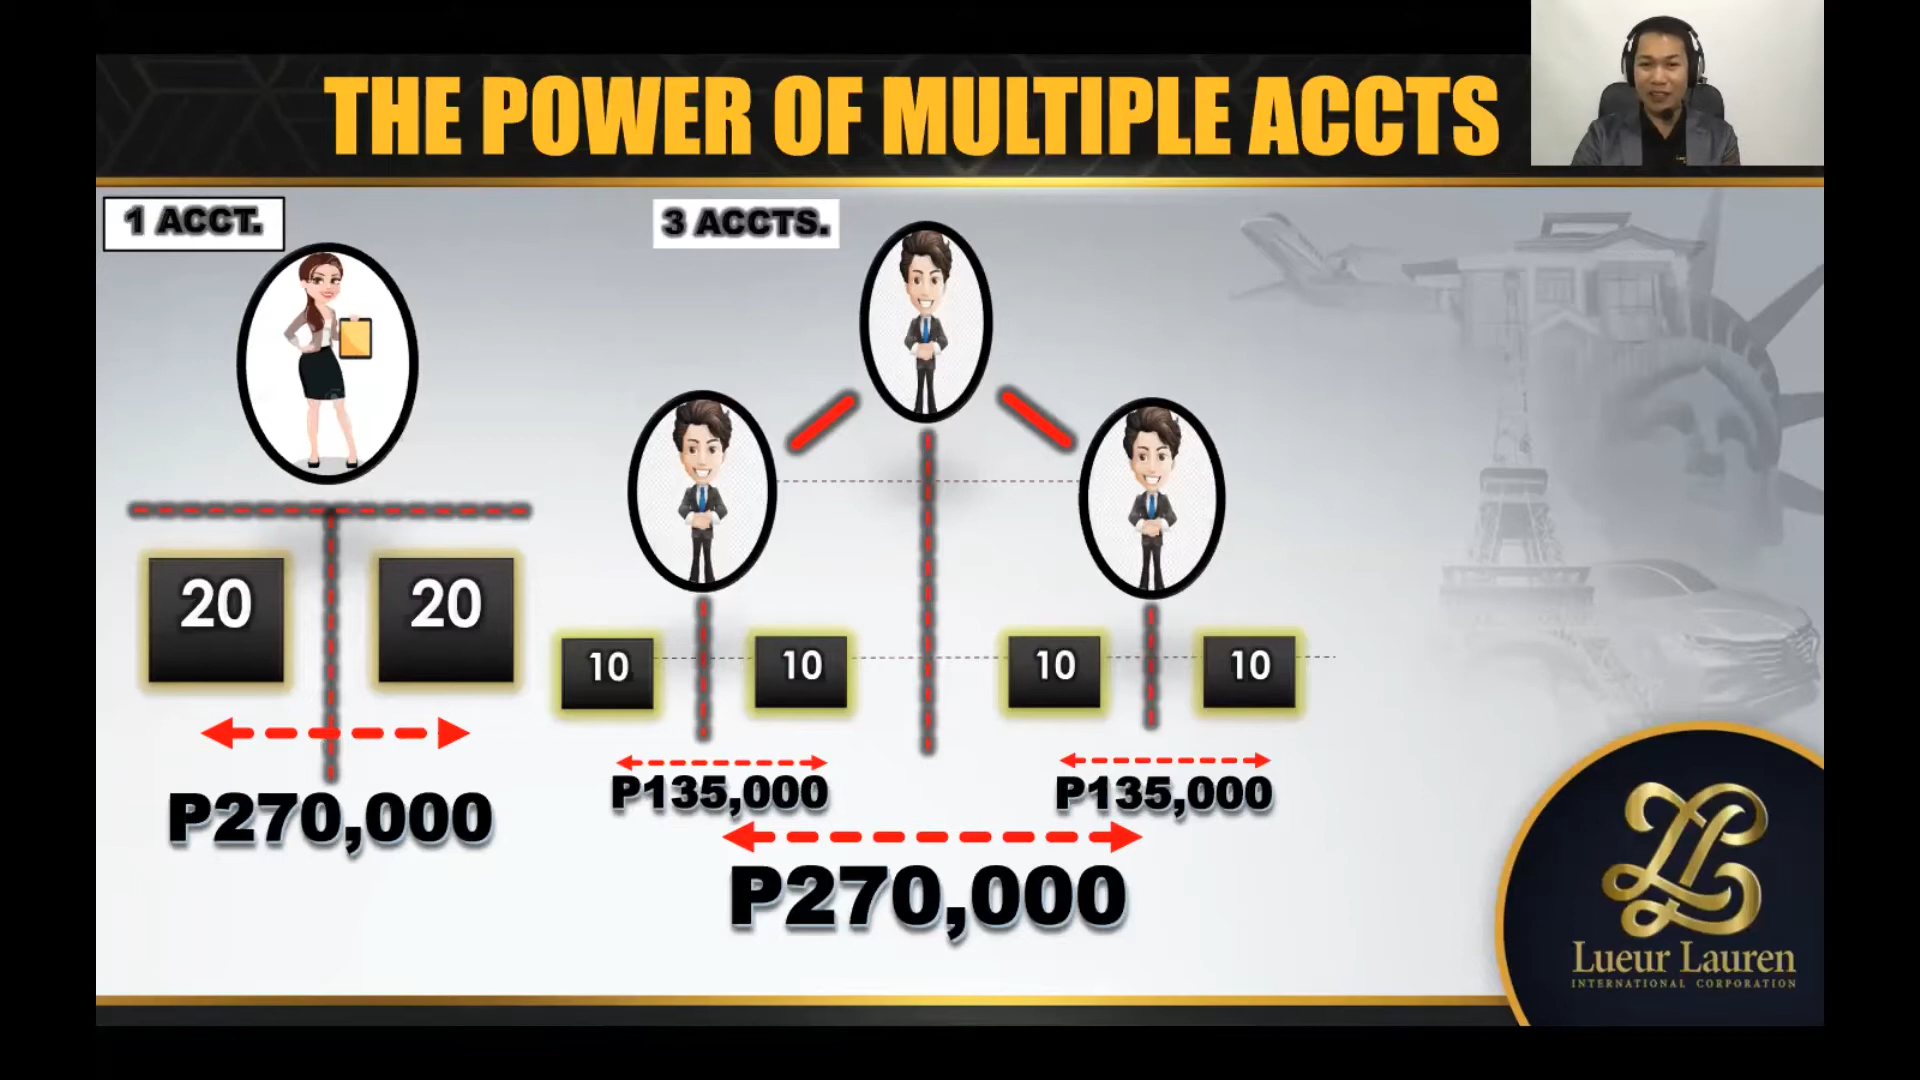 THE POWER OF MULTIPLE ACCTS
1 ACCT.
3 ACCTS.
20
20
10
10
10
10
P270,000
P135,000
P135,000
P270,000
Lueur Lauren
INTERNATIONAL CORPORATION